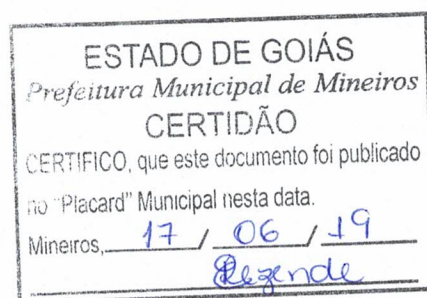 ESTADO DE GOIÁS
Prefeitura Municipal de Mineiros
CERTIDÃO
CERTIFICO, que este documento foi publicado
no "Placard" Municipal nesta data.
Mineiros, 17 / 06 / 19
Rezende